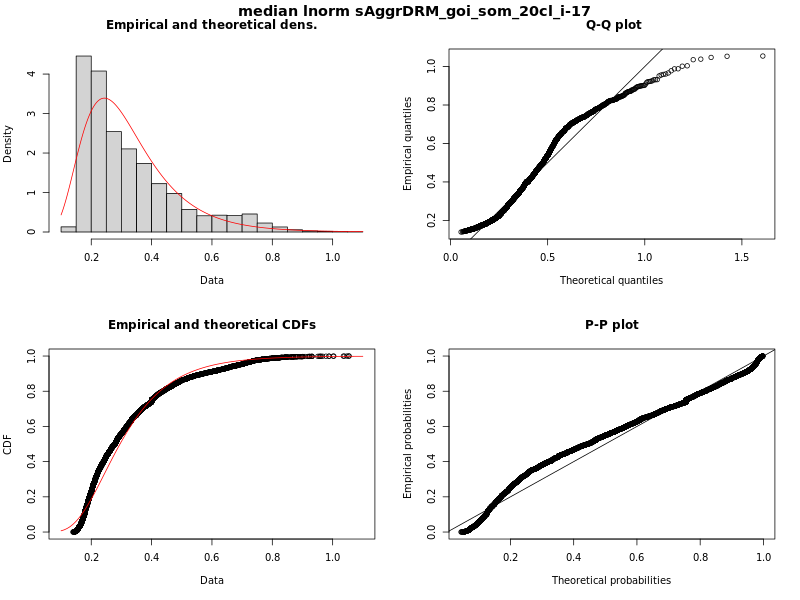 median lnorm sAggrDRM_goi_som_20cl_i-17
Empirical and theoretical dens.
Density
0 1 2 3 4
0.2 0.4 0.6 0.8 1.0
Data
Q-Q plot
Empirical quantiles
0.2 0.4 0.6 0.8 1.0
0.0 0.5 1.0 1.5
Theoretical quantiles
Empirical and theoretical CDFs
CDF
0.0 0.2 0.4 0.6 0.8 1.0
0.2 0.4 0.6 0.8 1.0
Data
P-P plot
Empirical probabilities
0.0 0.2 0.4 0.6 0.8 1.0
0.2 0.4 0.6 0.8 1.0
Theoretical probabilities